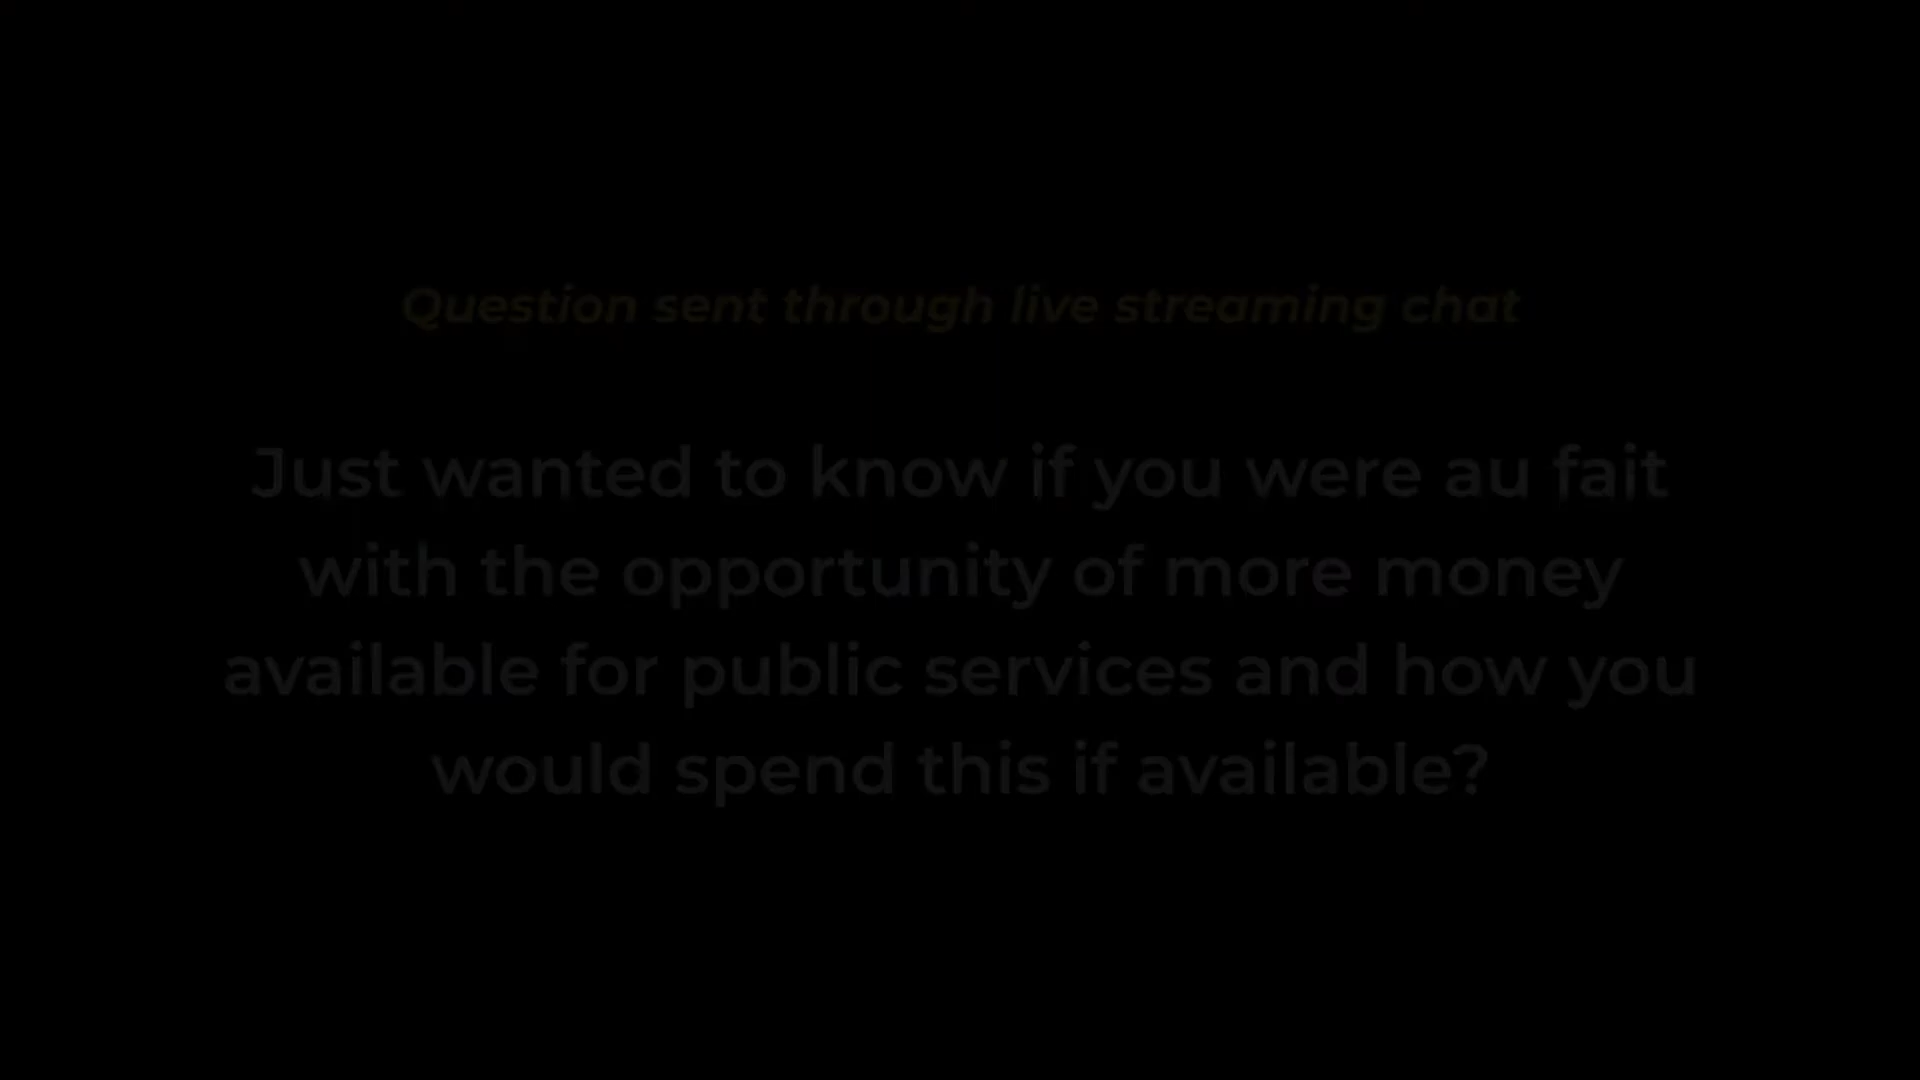 Question sent through live streaming chat
Just wanted to know if you were au fait
with the opportunity of more money
available for public services and how you
would spend this if available?